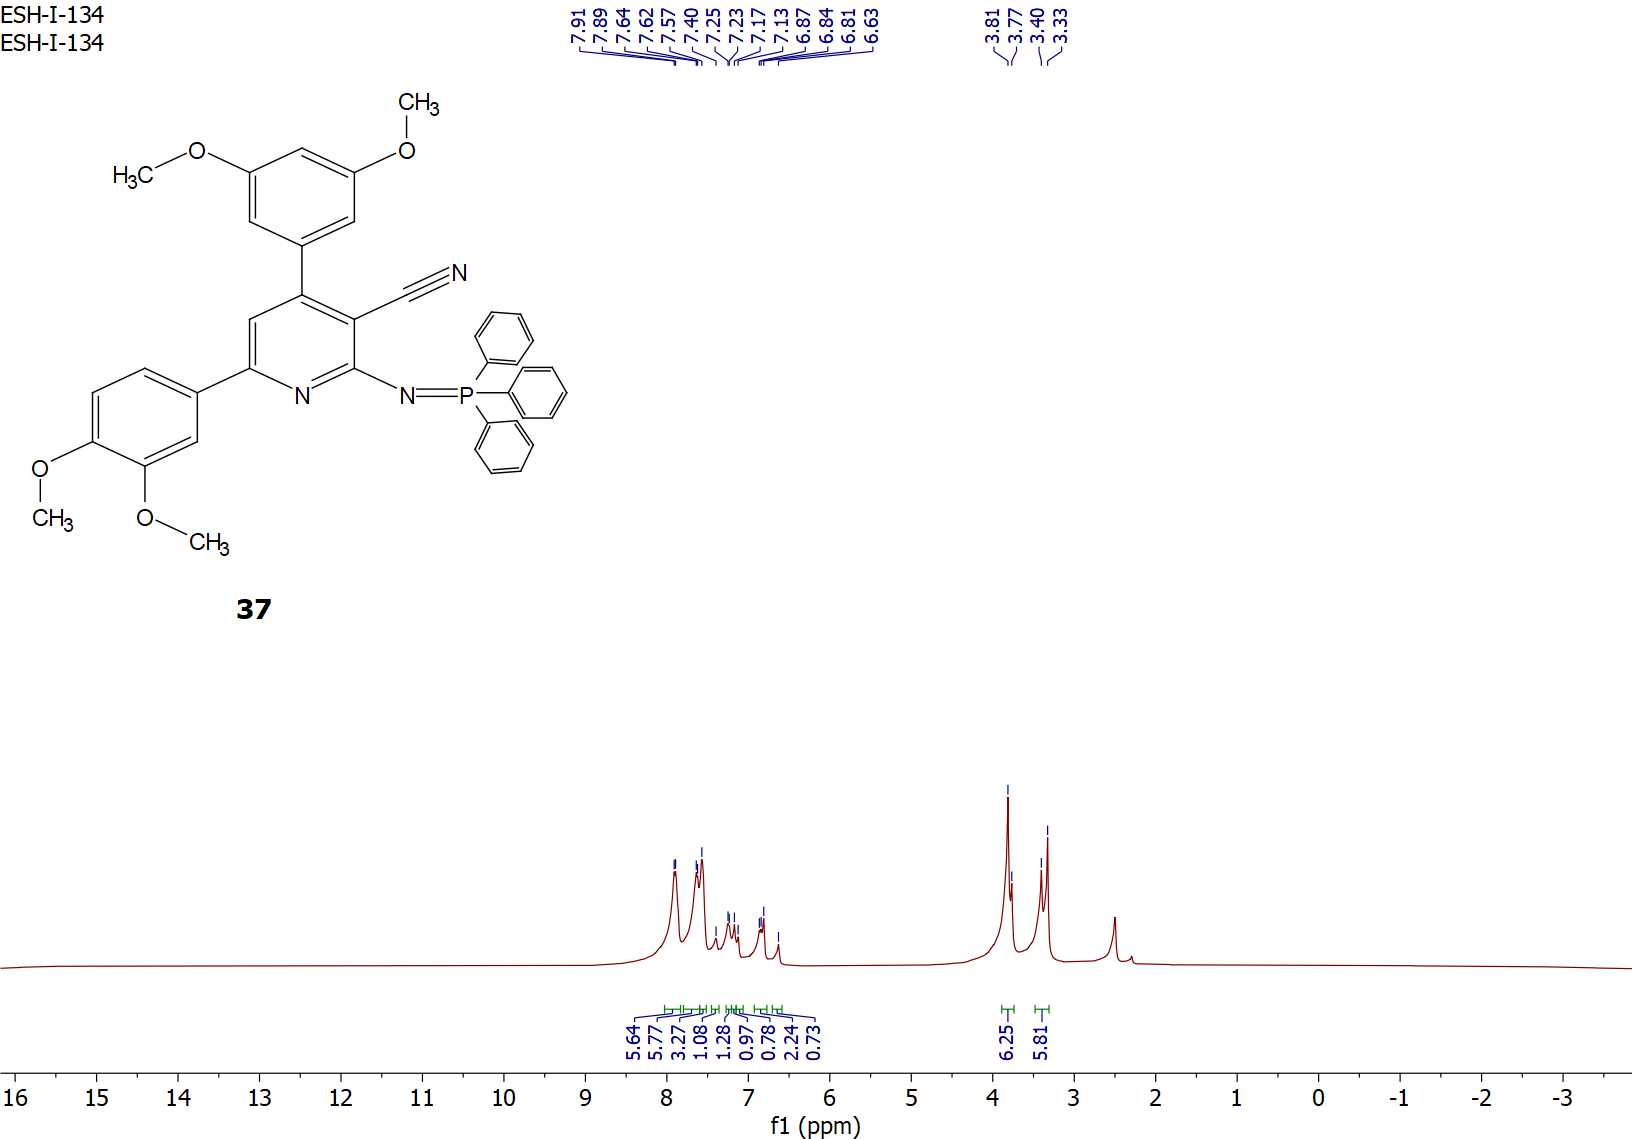 ESH-I-134
ESH-I-134
7.91
7.89
7.64
7.62
7.57
7.40
7.25
7.23
7.17
7.13
6.87
6.84
6.81
6.63
3.81
3.77
3.40
3.33
CH3
O
O
H3C
N
N
N
P
O
CH3
O
CH3
37
5.64
5.77
3.27
1.08
1.28
0.97
0.78
2.24
0.73
6.25
5.81
16 15 14 13 12 11 10 9 8 7 6 5 4 3 2 1 0 -1 -2 -3
f1 (ppm)